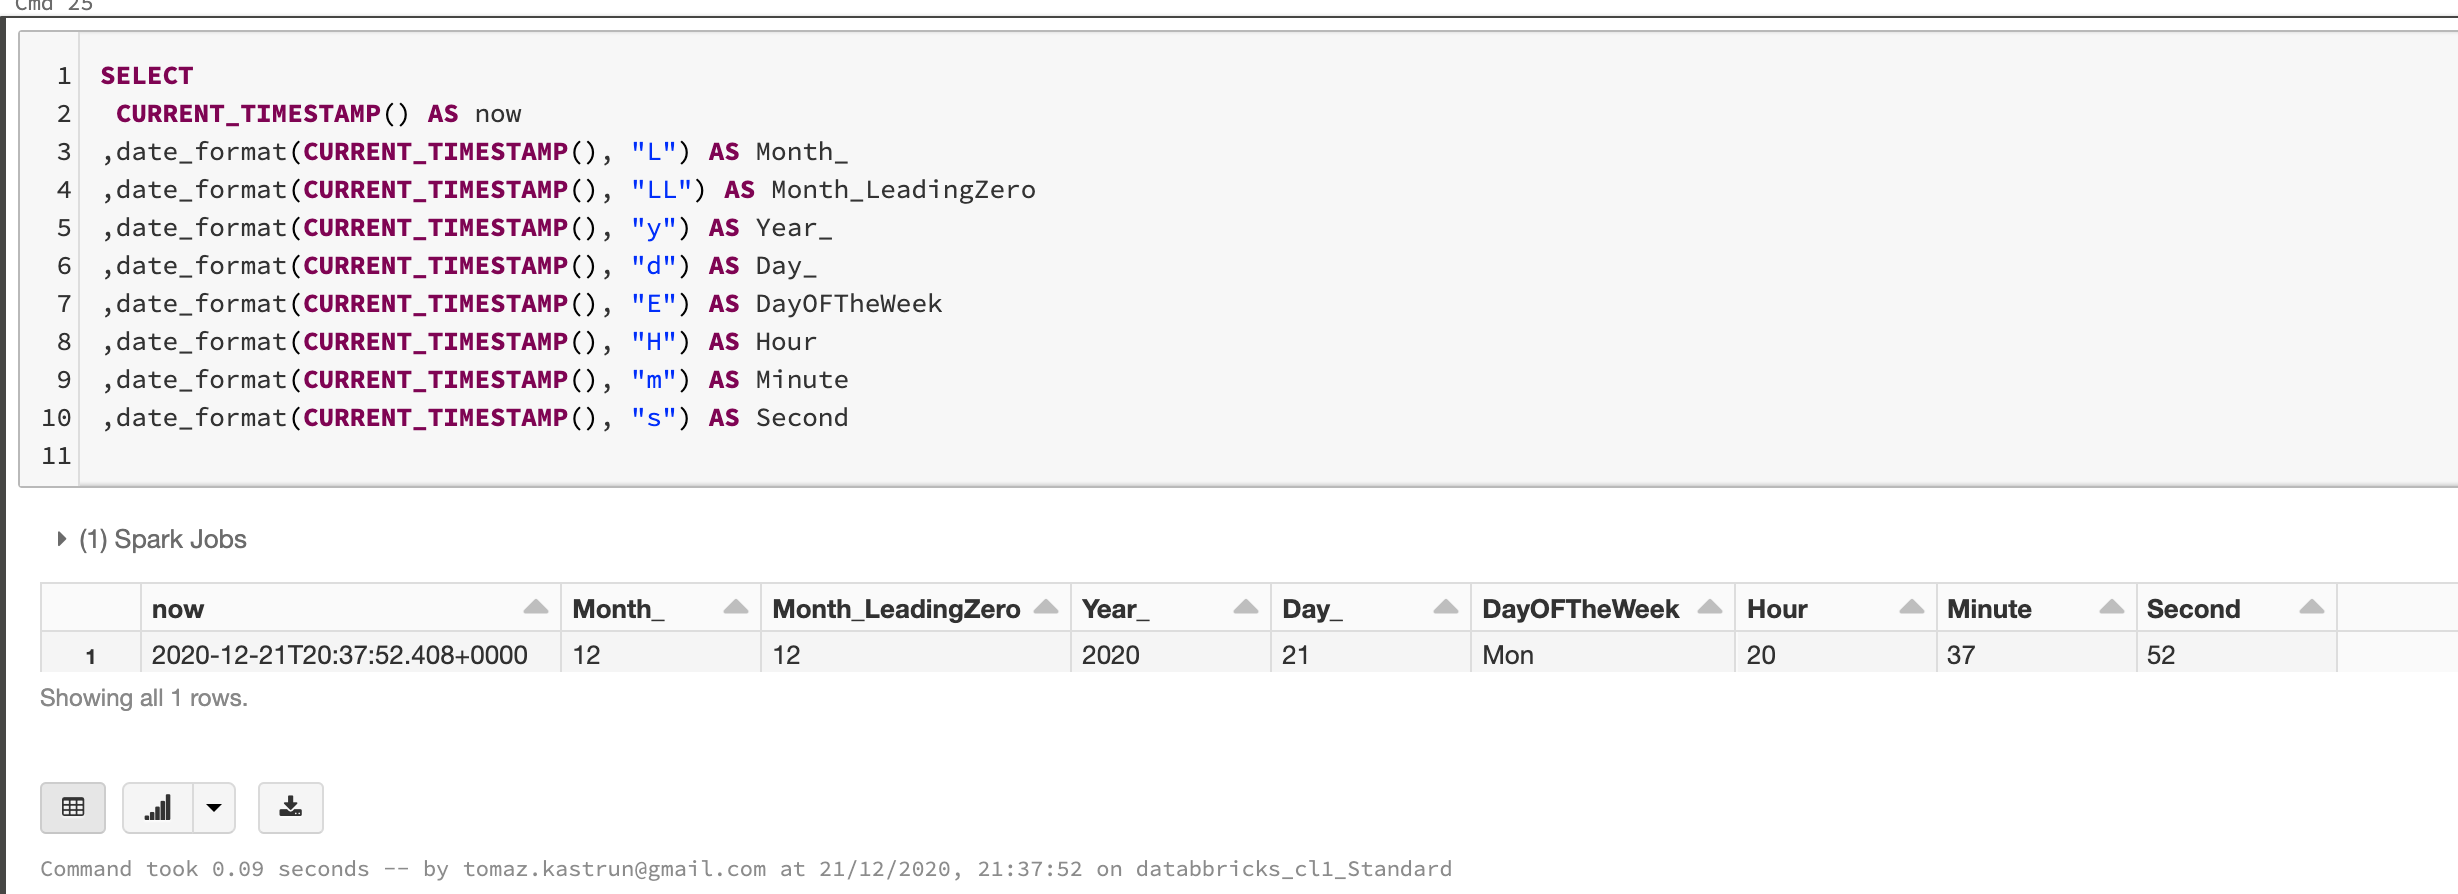 Cmd 25
1 SELECT
2 CURRENT_TIMESTAMP() AS now
3 ,date_format(CURRENT_TIMESTAMP(), "L") AS Month_
4 ,date_format(CURRENT_TIMESTAMP(), "LL") AS Month_LeadingZero
5 ,date_format(CURRENT_TIMESTAMP(), "y") AS Year_
6 ,date_format(CURRENT_TIMESTAMP(), "d") AS Day_
7 ,date_format(CURRENT_TIMESTAMP(), "E") AS DayOFTheWeek
8 ,date_format(CURRENT_TIMESTAMP(), "H") AS Hour
9 ,date_format(CURRENT_TIMESTAMP(), "m") AS Minute
10 ,date_format(CURRENT_TIMESTAMP(), "s") AS Second
11
(1) Spark Jobs
now Month_ Month_LeadingZero Year_ Day_ DayOFTheWeek Hour Minute Second
1 2020-12-21T20:37:52.408+0000 12 12 2020 21 Mon 20 37 52
Showing all 1 rows.
Command took 0.09 seconds -- by tomaz.kastrun@gmail.com at 21/12/2020, 21:37:52 on databbricks_cl1_Standard